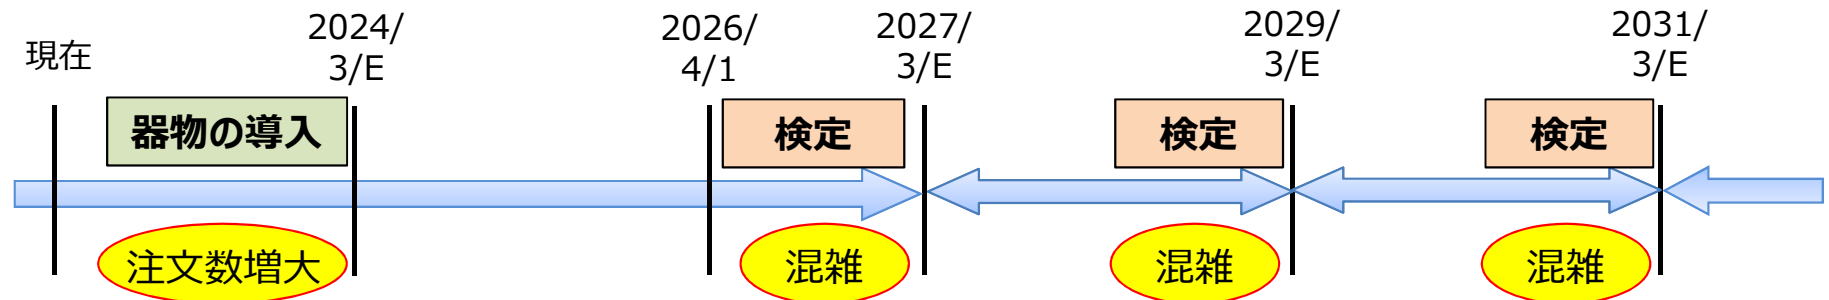 現在
2024/
3/E
2026/
4/1
2027/
3/E
2029/
3/E
2031/
3/E
器物の導入
検定
検定
検定
注文数増大
混雑
混雑
混雑